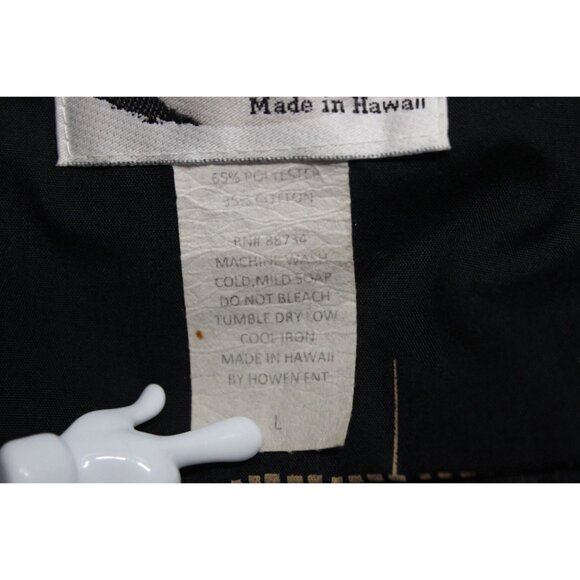 Made in Hawaii
65% POLYESTER
35% COTTON
RN# 88734
MACHINE WASH
COLD,MILD SOAP
DO NOT BLEACH
TUMBLE DRY LOW
COOL IRON
MADE IN HAWAII
BY HOWEN ENT
L